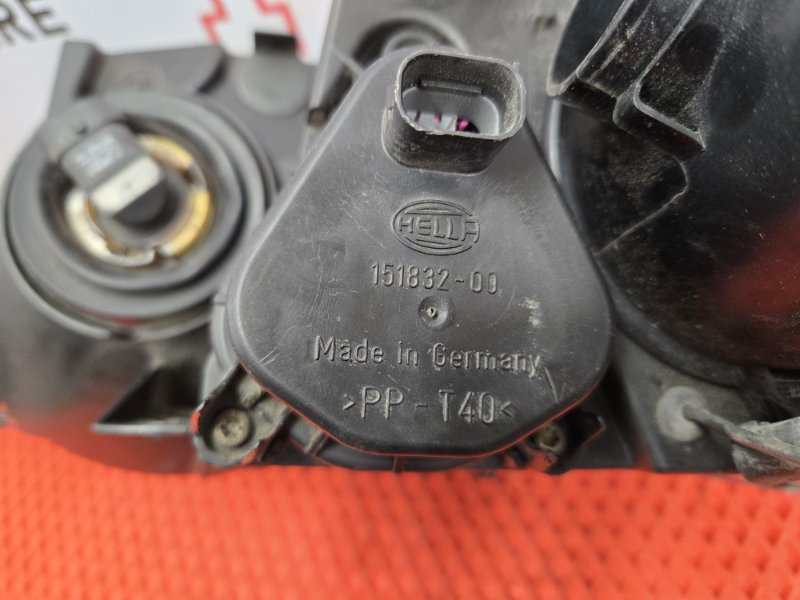 RE
HELLA
151832-00
Made in Germany
>PP-T40<